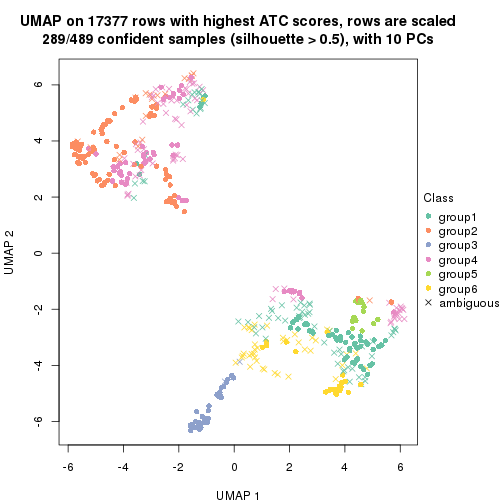 UMAP on 17377 rows with highest ATC scores, rows are scaled
289/489 confident samples (silhouette > 0.5), with 10 PCs
6
4
2
0
-2
-4
-6
UMAP 2
-6
-4
-2
0
2
4
6
UMAP 1
Class
group1
group2
group3
group4
group5
group6
ambiguous